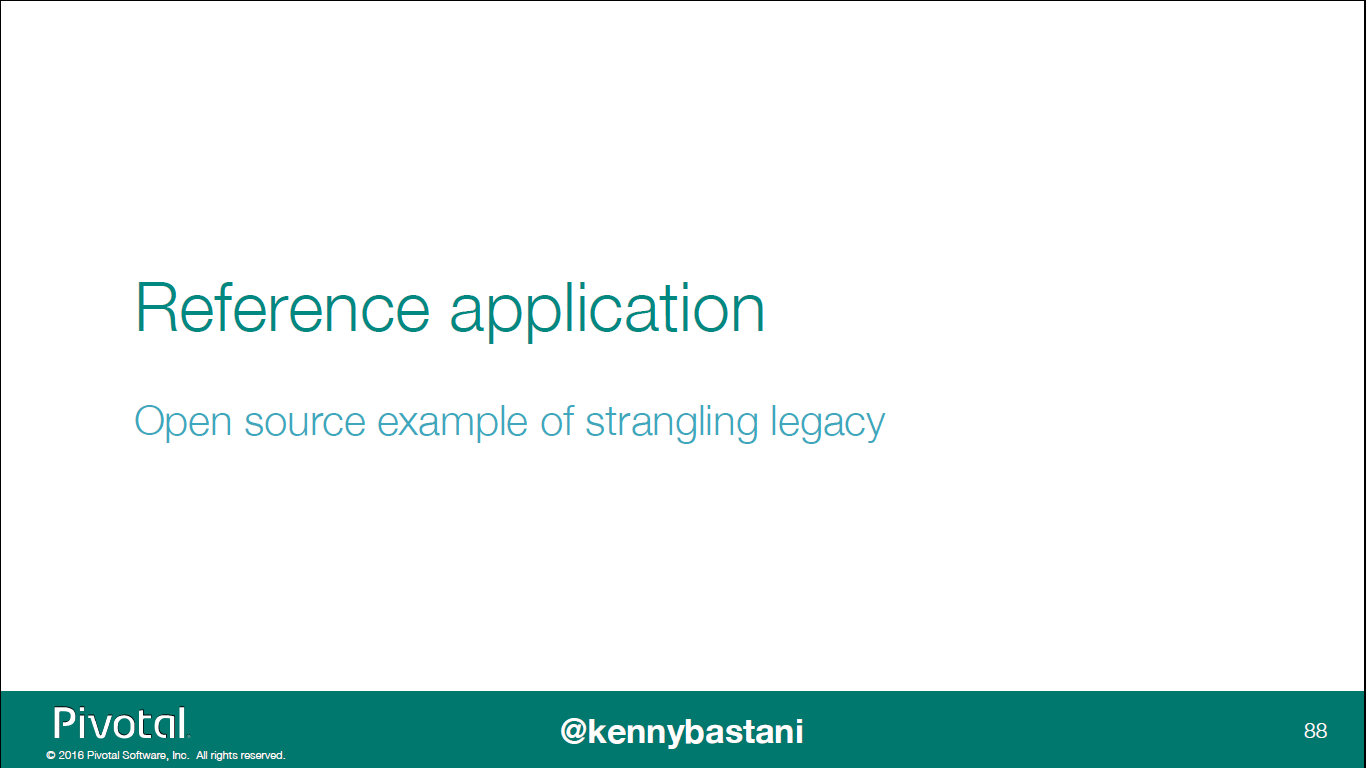 Reference application
Open source example of strangling legacy
Pivotal
© 2016 Pivotal Software, Inc.  All rights reserved.
@kennybastani
88